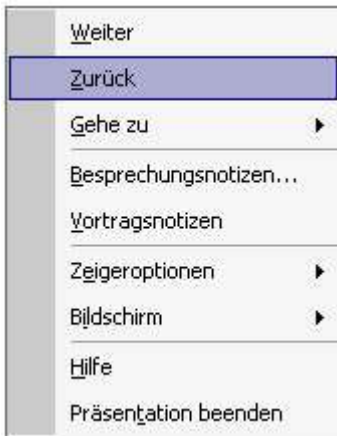 Weiter
Zurück
Gehe zu
Besprechungsnotizen...
Vortragsnotizen
Zeigeroptionen
Bildschirm
Hilfe
Präsentation beenden